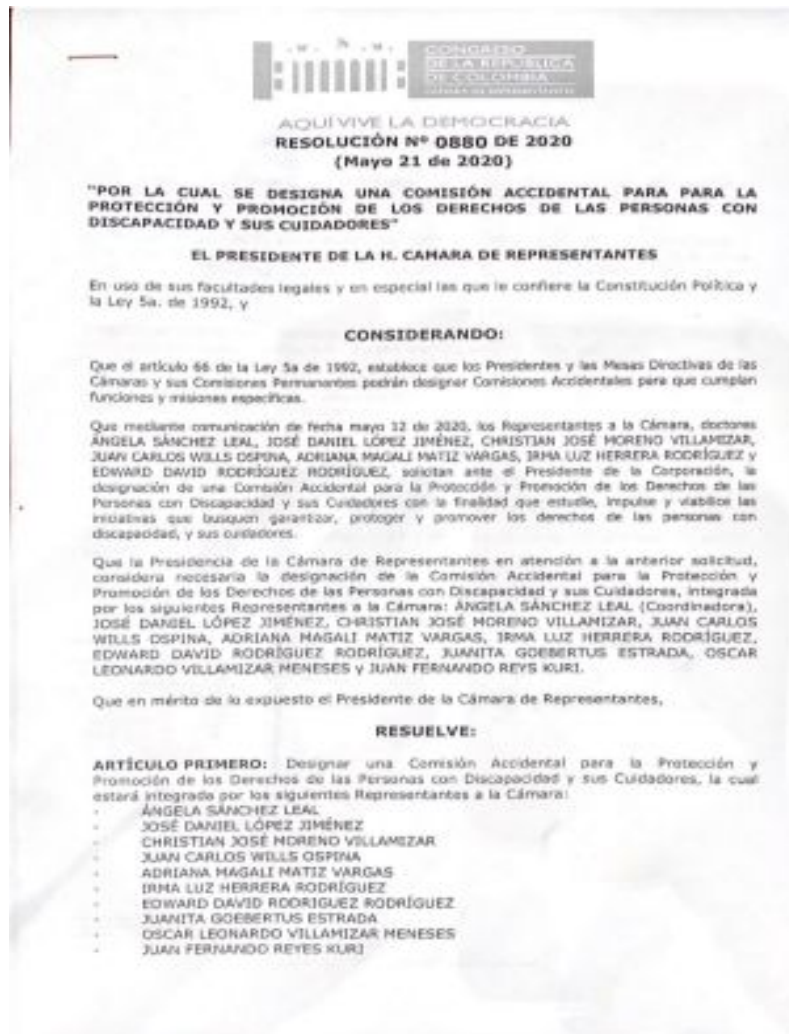 CONGRESO
DE LA REPÚBLICA
DE COLOMBIA
CÁMARA DE REPRESENTANTES
AQUÍ VIVE LA DEMOCRACIA
RESOLUCIÓN Nº 0880 DE 2020
(Mayo 21 de 2020)
"POR LA CUAL SE DESIGNA UNA COMISIÓN ACCIDENTAL PARA PARA LA
PROTECCIÓN Y PROMOCIÓN DE LOS DERECHOS DE LAS PERSONAS CON
DISCAPACIDAD Y SUS CUIDADORES"
EL PRESIDENTE DE LA H. CAMARA DE REPRESENTANTES
En uso de sus facultades legales y en especial las que le confiere la Constitución Política y
la Ley 5a. de 1992, y
CONSIDERANDO:
Que el artículo 66 de la Ley 5a de 1992, establece que los Presidentes y las Mesas Directivas de las
Cámaras y sus Comisiones Permanentes podrán designar Comisiones Accidentales para que cumplan
funciones y misiones específicas.
Que mediante comunicación de fecha mayo 12 de 2020, los Representantes a la Cámara, doctores
ÁNGELA SÁNCHEZ LEAL, JOSÉ DANIEL LÓPEZ JIMÉNEZ, CHRISTIAN JOSÉ MORENO VILLAMIZAR,
JUAN CARLOS WILLS OSPINA, ADRIANA MAGALI MATIZ VARGAS, IRMA LUZ HERRERA RODRÍGUEZ y
EDWARD DAVID RODRÍGUEZ RODRÍGUEZ, solicitan ante el Presidente de la Corporación, la
designación de una Comisión Accidental para la Protección y Promoción de los Derechos de las
Personas con Discapacidad y sus Cuidadores con la finalidad que estudie, impulse y viabilice las
iniciativas que busquen garantizar, proteger y promover los derechos de las personas con
discapacidad, y sus cuidadores.
Que la Presidencia de la Cámara de Representantes en atención a la anterior solicitud,
considera necesaria la designación de la Comisión Accidental para la Protección y
Promoción de los Derechos de las Personas con Discapacidad y sus Cuidadores, integrada
por los siguientes Representantes a la Cámara: ÁNGELA SÁNCHEZ LEAL (Coordinadora),
JOSÉ DANIEL LÓPEZ JIMÉNEZ, CHRISTIAN JOSÉ MORENO VILLAMIZAR, JUAN CARLOS
WILLS OSPINA, ADRIANA MAGALI MATIZ VARGAS, IRMA LUZ HERRERA RODRÍGUEZ,
EDWARD DAVID RODRÍGUEZ RODRÍGUEZ, JUANITA GOEBERTUS ESTRADA, OSCAR
LEONARDO VILLAMIZAR MENESES y JUAN FERNANDO REYS KURI.
Que en mérito de lo expuesto el Presidente de la Cámara de Representantes,
RESUELVE:
ARTÍCULO PRIMERO: Designar una Comisión Accidental para la Protección y
Promoción de los Derechos de las Personas con Discapacidad y sus Cuidadores, la cual
estará integrada por los siguientes Representantes a la Cámara:
- ÁNGELA SÁNCHEZ LEAL
- JOSÉ DANIEL LÓPEZ JIMÉNEZ
- CHRISTIAN JOSÉ MORENO VILLAMIZAR
- JUAN CARLOS WILLS OSPINA
- ADRIANA MAGALI MATIZ VARGAS
- IRMA LUZ HERRERA RODRÍGUEZ
- EDWARD DAVID RODRIGUEZ RODRÍGUEZ
- JUANITA GOEBERTUS ESTRADA
- OSCAR LEONARDO VILLAMIZAR MENESES
- JUAN FERNANDO REYES KURI